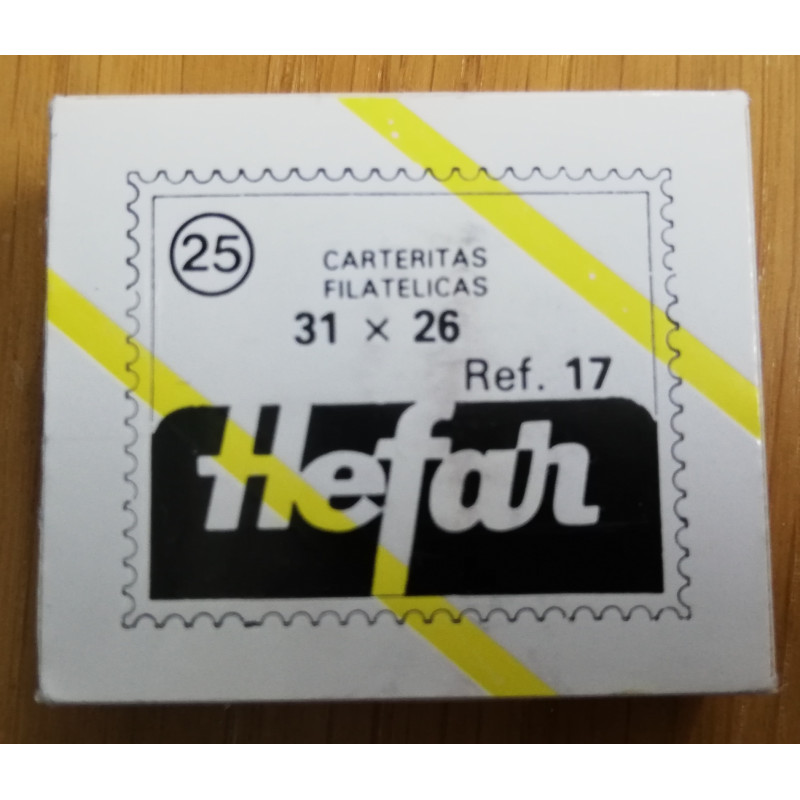 25
CARTERITAS
FILATELICAS
31 × 26
Ref. 17
Hefar